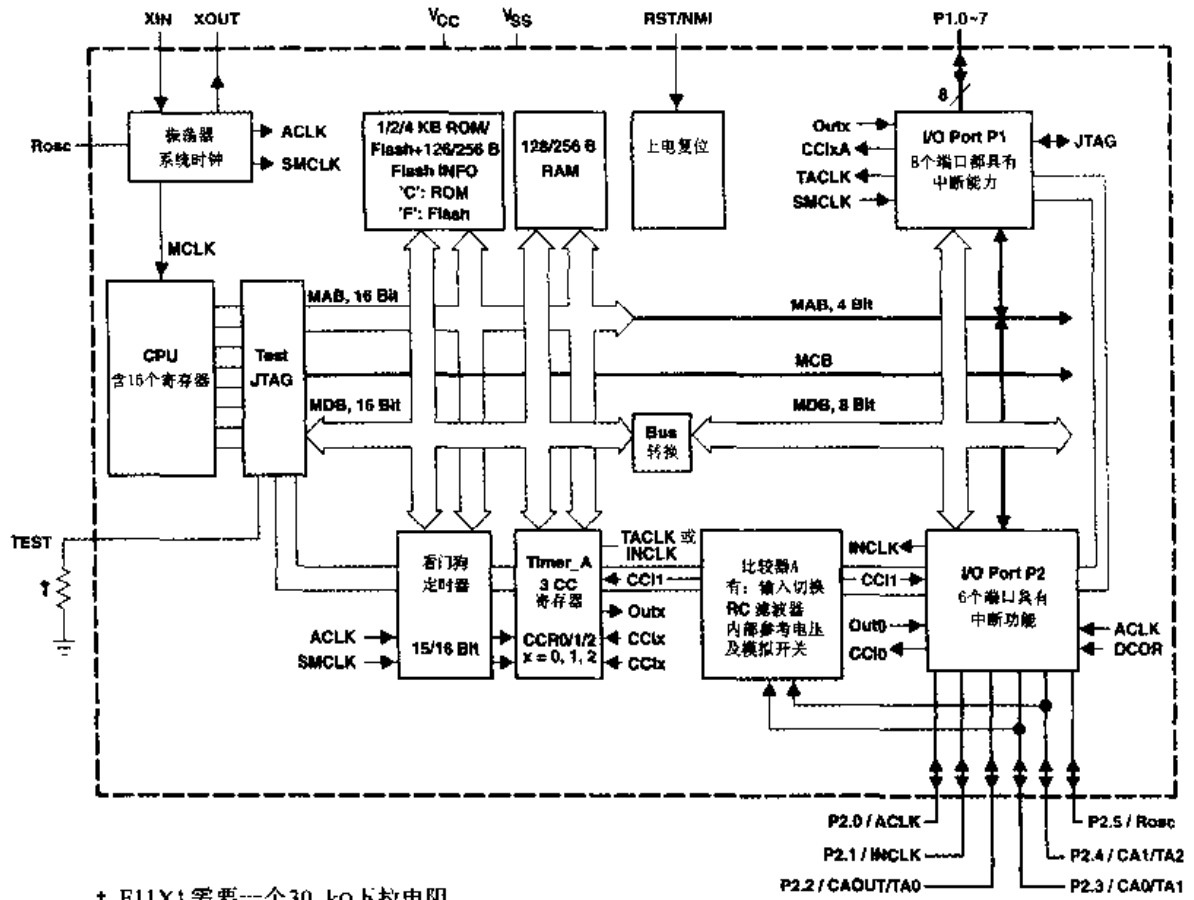 XIN XOUT VCC VSS RST/NMI P1.0~7
8
Rosc
振荡器
系统时钟
ACLK
SMCLK
1/2/4 KB ROM/
Flash+126/256 B
Flash INFO
'C': ROM
'F': Flash
128/256 B
RAM
上电复位
Outx
CCIxA
TACLK
SMCLK
I/O Port P1
8个端口都具有
中断能力
JTAG
MCLK
CPU
含16个寄存器
Test
JTAG
MAB, 16 Bit
MAB, 4 Bit
MCB
MDB, 16 Bit
MDB, 8 Bit
Bus
转换
TEST
看门狗
定时器
15/16 Bit
ACLK
SMCLK
Timer_A
3 CC
寄存器
CCR0/1/2
x = 0, 1, 2
TACLK 或
INCLK
CCI1
Outx
CCIx
CCIx
比较器A
有：输入切换
RC 滤波器
内部参考电压
及模拟开关
INCLK
CCI1
Out0
CCI0
I/O Port P2
6个端口具有
中断功能
ACLK
DCOR
P2.0 / ACLK
P2.5 / Rosc
P2.1 / INCLK
P2.4 / CA1/TA2
P2.2 / CAOUT/TA0
P2.3 / CA0/TA1